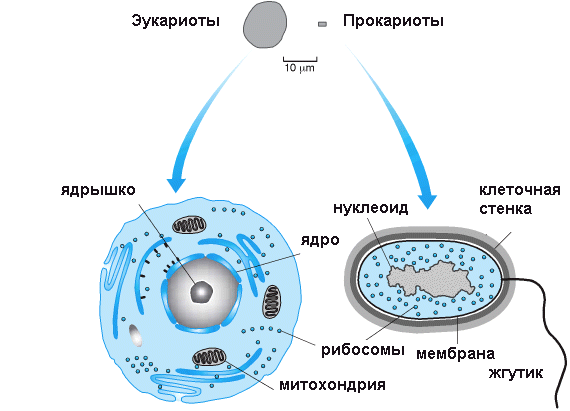 Эукариоты
Прокариоты
10 μm
ядрышко
ядро
нуклеоид
клеточная
стенка
рибосомы
мембрана
жгутик
митохондрия